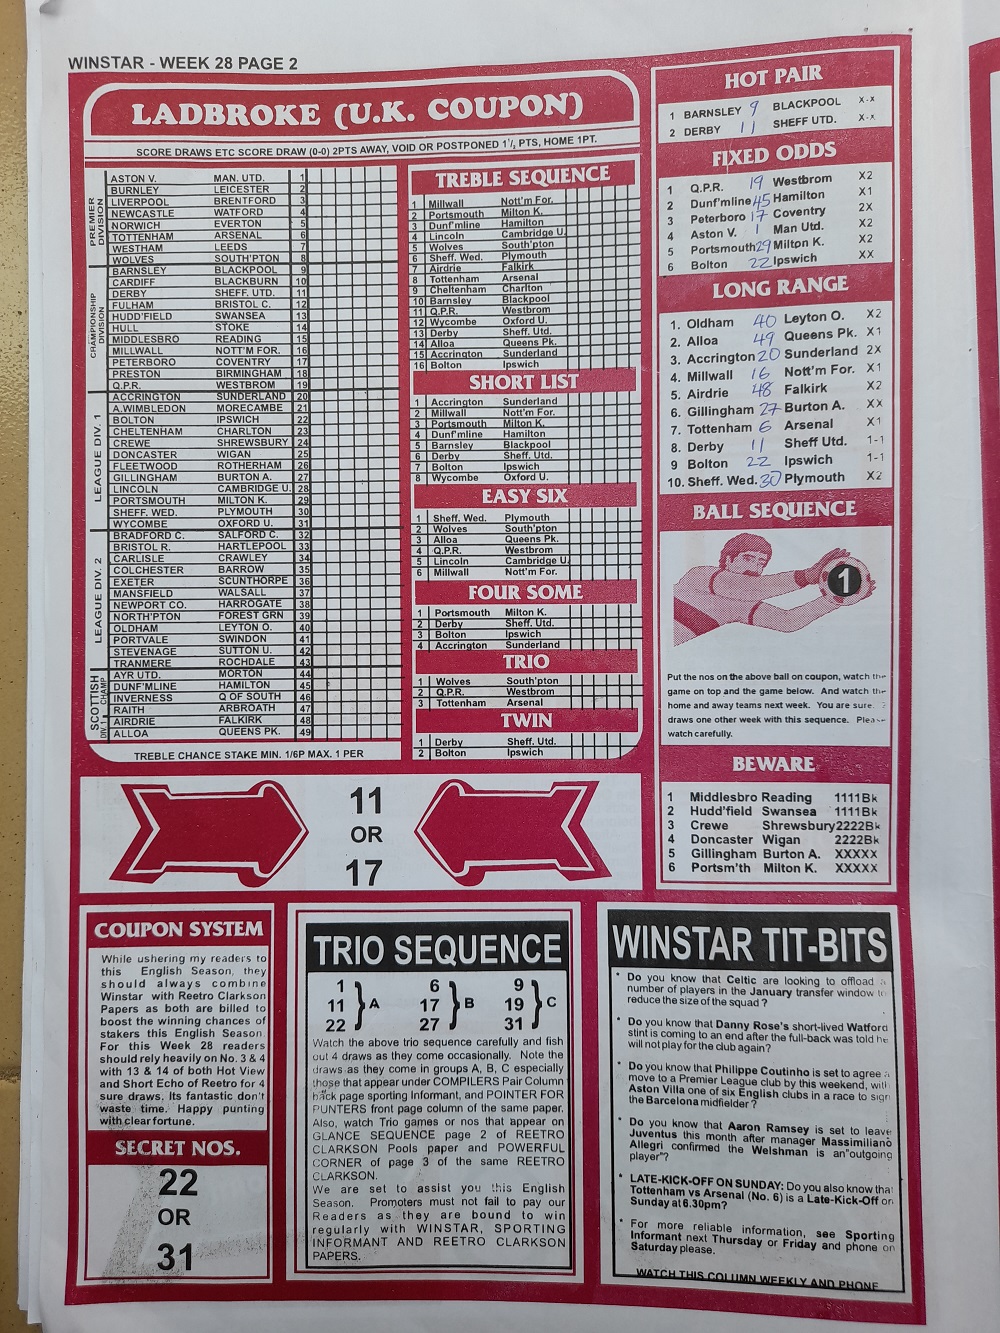 WINSTAR - WEEK 28 PAGE 2
LADBROKE (U.K. COUPON)
SCORE DRAWS ETC SCORE DRAW (0-0) 2PTS AWAY, VOID OR POSTPONED 1½ PTS, HOME 1PT.
PREMIER DIVISION
ASTON V. MAN. UTD. 1
BURNLEY LEICESTER 2
LIVERPOOL BRENTFORD 3
NEWCASTLE WATFORD 4
NORWICH EVERTON 5
TOTTENHAM ARSENAL 6
WESTHAM LEEDS 7
WOLVES SOUTH'PTON 8
CHAMPIONSHIP DIVISION
BARNSLEY BLACKPOOL 9
CARDIFF BLACKBURN 10
DERBY SHEFF. UTD. 11
FULHAM BRISTOL C. 12
HUDD'FIELD SWANSEA 13
HULL STOKE 14
MIDDLESBRO READING 15
MILLWALL NOTT'M FOR. 16
PETERBORO COVENTRY 17
PRESTON BIRMINGHAM 18
Q.P.R. WESTBROM 19
LEAGUE DIV. 1
ACCRINGTON SUNDERLAND 20
A.WIMBLEDON MORECAMBE 21
BOLTON IPSWICH 22
CHELTENHAM CHARLTON 23
CREWE SHREWSBURY 24
DONCASTER WIGAN 25
FLEETWOOD ROTHERHAM 26
GILLINGHAM BURTON A. 27
LINCOLN CAMBRIDGE U. 28
PORTSMOUTH MILTON K. 29
SHEFF. WED. PLYMOUTH 30
WYCOMBE OXFORD U. 31
LEAGUE DIV. 2
BRADFORD C. SALFORD C. 32
BRISTOL R. HARTLEPOOL 33
CARLISLE CRAWLEY 34
COLCHESTER BARROW 35
EXETER SCUNTHORPE 36
MANSFIELD WALSALL 37
NEWPORT CO. HARROGATE 38
NORTH'PTON FOREST GRN 39
OLDHAM LEYTON O. 40
PORTVALE SWINDON 41
STEVENAGE SUTTON U. 42
TRANMERE ROCHDALE 43
SCOTTISH CHAMP
AYR UTD. MORTON 44
DUNF'MLINE HAMILTON 45
INVERNESS Q OF SOUTH 46
RAITH ARBROATH 47
DIV. 1
AIRDRIE FALKIRK 48
ALLOA QUEENS PK. 49
TREBLE CHANCE STAKE MIN. 1/6P MAX. 1 PER
TREBLE SEQUENCE
1 Millwall Nott'm For.
2 Portsmouth Milton K.
3 Dunf'mline Hamilton
4 Lincoln Cambridge U.
5 Wolves South'pton
6 Sheff. Wed. Plymouth
7 Airdrie Falkirk
8 Tottenham Arsenal
9 Cheltenham Charlton
10 Barnsley Blackpool
11 Q.P.R. Westbrom
12 Wycombe Oxford U.
13 Derby Sheff. Utd.
14 Alloa Queens Pk.
15 Accrington Sunderland
16 Bolton Ipswich
SHORT LIST
1 Accrington Sunderland
2 Millwall Nott'm For.
3 Portsmouth Milton K.
4 Dunf'mline Hamilton
5 Barnsley Blackpool
6 Derby Sheff. Utd.
7 Bolton Ipswich
8 Wycombe Oxford U.
EASY SIX
1 Sheff. Wed. Plymouth
2 Wolves South'pton
3 Alloa Queens Pk.
4 Q.P.R. Westbrom
5 Lincoln Cambridge U.
6 Millwall Nott'm For.
FOUR SOME
1 Portsmouth Milton K.
2 Derby Sheff. Utd.
3 Bolton Ipswich
4 Accrington Sunderland
TRIO
1 Wolves South'pton
2 Q.P.R. Westbrom
3 Tottenham Arsenal
TWIN
1 Derby Sheff. Utd.
2 Bolton Ipswich
HOT PAIR
1 BARNSLEY 9 BLACKPOOL X-X
2 DERBY 11 SHEFF UTD. X-X
FIXED ODDS
1 Q.P.R. 19 Westbrom X2
2 Dunf'mline 45 Hamilton X1
3 Peterboro 17 Coventry 2X
4 Aston V. 1 Man Utd. X2
5 Portsmouth 29 Milton K. X2
6 Bolton 22 Ipswich XX
LONG RANGE
1. Oldham 40 Leyton O. X2
2. Alloa 49 Queens Pk. X1
3. Accrington 20 Sunderland 2X
4. Millwall 16 Nott'm For. X1
5. Airdrie 48 Falkirk X2
6. Gillingham 27 Burton A. XX
7. Tottenham 6 Arsenal X1
8. Derby 11 Sheff Utd. 1-1
9 Bolton 22 Ipswich 1-1
10. Sheff. Wed. 30 Plymouth X2
BALL SEQUENCE
1
Put the nos on the above ball on coupon, watch the
game on top and the game below. And watch the
home and away teams next week. You are sure
draws one other week with this sequence. Please
watch carefully.
BEWARE
1 Middlesbro Reading 1111Bk
2 Hudd'field Swansea 1111Bk
3 Crewe Shrewsbury 2222Bk
4 Doncaster Wigan 2222Bk
5 Gillingham Burton A. XXXXX
6 Portsm'th Milton K. XXXXX
11
OR
17
COUPON SYSTEM
While ushering my readers to
this English Season, they
should always combine
Winstar with Reetro Clarkson
Papers as both are billed to
boost the winning chances of
stakers this English Season.
For this Week 28 readers
should rely heavily on No. 3 & 4
with 13 & 14 of both Hot View
and Short Echo of Reetro for 4
sure draws. Its fantastic don't
waste time. Happy punting
with clear fortune.
SECRET NOS.
22
OR
31
TRIO SEQUENCE
1 6 9
11 } A 17 } B 19 } C
22 27 31
Watch the above trio sequence carefully and fish
out 4 draws as they come occasionally. Note the
draws as they come in groups A, B, C especially
those that appear under COMPILERS Pair Column
back page sporting Informant, and POINTER FOR
PUNTERS front page column of the same paper.
Also, watch Trio games or nos that appear on
GLANCE SEQUENCE page 2 of REETRO
CLARKSON Pools paper and POWERFUL
CORNER of page 3 of the same REETRO
CLARKSON.
We are set to assist you this English
Season. Promoters must not fail to pay our
Readers as they are bound to win
regularly with WINSTAR, SPORTING
INFORMANT AND REETRO CLARKSON
PAPERS.
WINSTAR TIT-BITS
* Do you know that Celtic are looking to offload a
number of players in the January transfer window to
reduce the size of the squad ?
* Do you know that Danny Rose's short-lived Watford
stint is coming to an end after the full-back was told he
will not play for the club again?
* Do you know that Philippe Coutinho is set to agree a
move to a Premier League club by this weekend, with
Aston Villa one of six English clubs in a race to sign
the Barcelona midfielder ?
* Do you know that Aaron Ramsey is set to leave
Juventus this month after manager Massimiliano
Allegri confirmed the Welshman is an"outgoing
player"?
* LATE-KICK-OFF ON SUNDAY: Do you also know that
Tottenham vs Arsenal (No. 6) is a Late-Kick-Off on
Sunday at 6.30pm?
* For more reliable information, see Sporting
Informant next Thursday or Friday and phone on
Saturday please.
WATCH THIS COLUMN WEEKLY AND PHONE